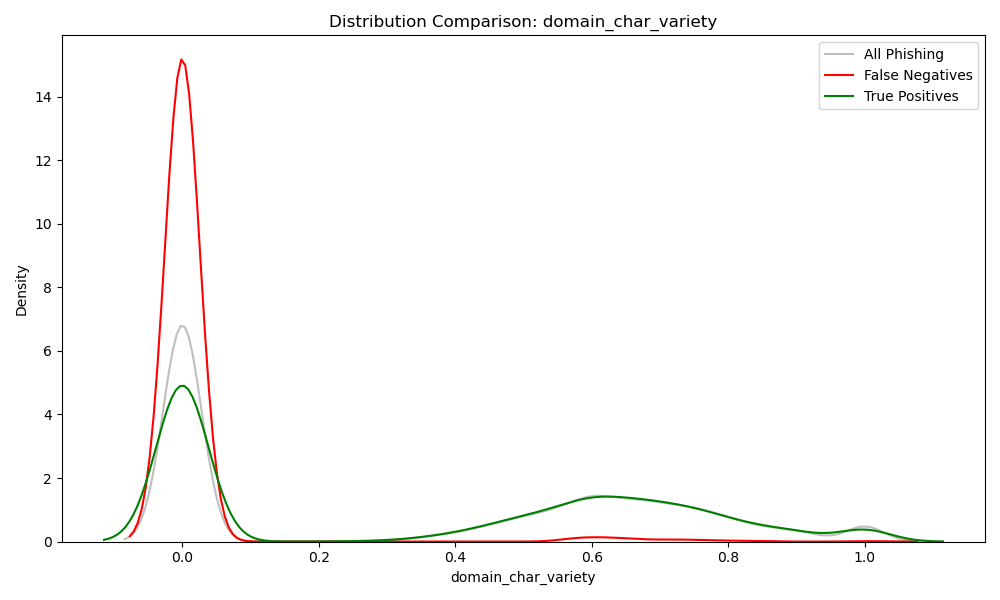 Distribution Comparison: domain_char_variety
All Phishing
False Negatives
True Positives
Density
14
12
10
8
6
4
2
0
0.0 0.2 0.4 0.6 0.8 1.0
domain_char_variety